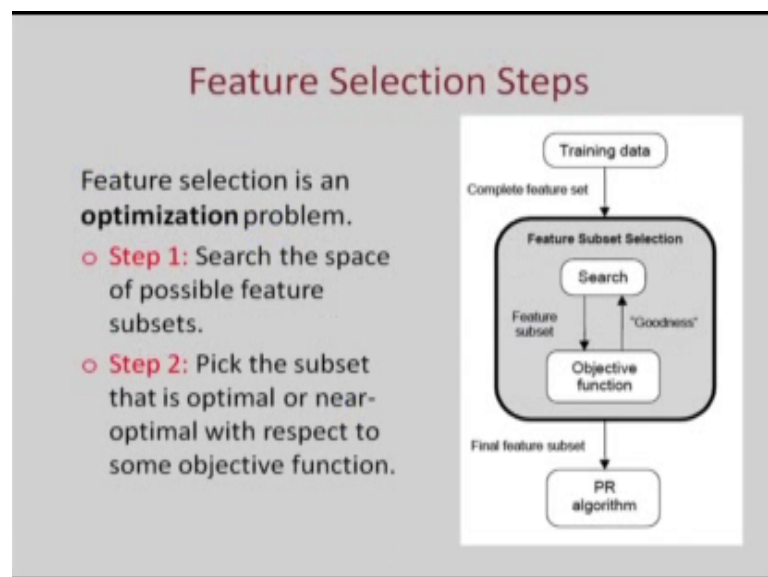 Feature Selection Steps
Feature selection is an
optimization problem.
Step 1: Search the space
of possible feature
subsets.
Step 2: Pick the subset
that is optimal or near-
optimal with respect to
some objective function.
Training data
Complete feature set
Feature Subset Selection
Search
Feature
subset
"Goodness"
Objective
function
Final feature subset
PR
algorithm